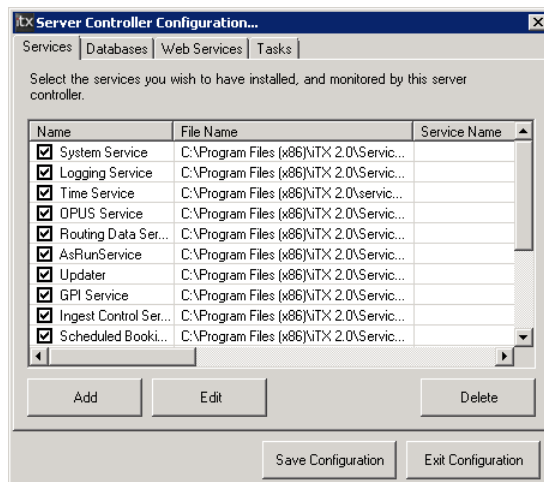 iTX Server Controller Configuration...
Services Databases Web Services Tasks
Select the services you wish to have installed, and monitored by this server
controller.
Name File Name Service Name
System Service C:\Program Files (x86)\iTX 2.0\Servic...
Logging Service C:\Program Files (x86)\iTX 2.0\Servic...
Time Service C:\Program Files (x86)\iTX 2.0\servic...
OPUS Service C:\Program Files (x86)\iTX 2.0\Servic...
Routing Data Ser... C:\Program Files (x86)\iTX 2.0\Servic...
AsRunService C:\Program Files (x86)\iTX 2.0\Servic...
Updater C:\Program Files (x86)\iTX 2.0\Servic...
GPI Service C:\Program Files (x86)\iTX 2.0\Servic...
Ingest Control Ser... C:\Program Files (x86)\iTX 2.0\Servic...
Scheduled Booki... C:\Program Files (x86)\iTX 2.0\Servic...
Add Edit Delete
Save Configuration Exit Configuration